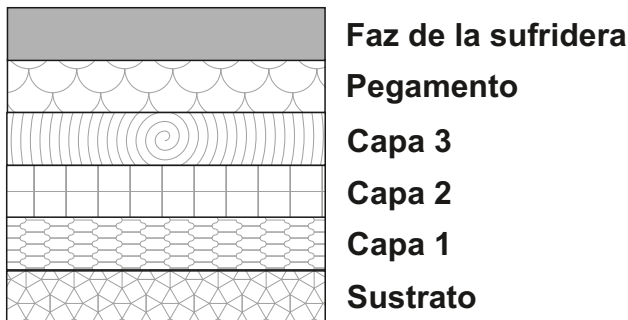 Faz de la sufridera
Pegamento
Capa 3
Capa 2
Capa 1
Sustrato